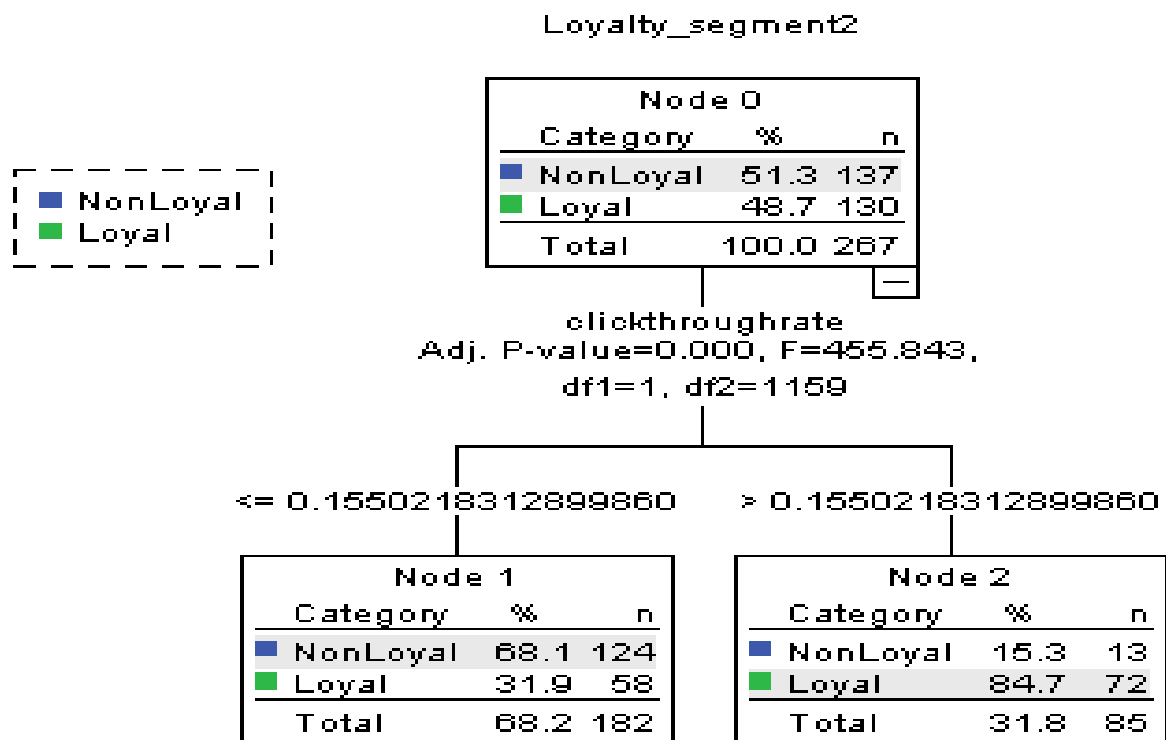 Loyalty_segment2
Node 0
Category % n
NonLoyal 51.3 137
Loyal 48.7 130
Total 100.0 267
NonLoyal
Loyal
clickthroughrate
Adj. P-value=0.000, F=455.843,
df1=1, df2=1159
<= 0.1550218312899860
> 0.1550218312899860
Node 1
Category % n
NonLoyal 68.1 124
Loyal 31.9 58
Total 68.2 182
Node 2
Category % n
NonLoyal 15.3 13
Loyal 84.7 72
Total 31.8 85